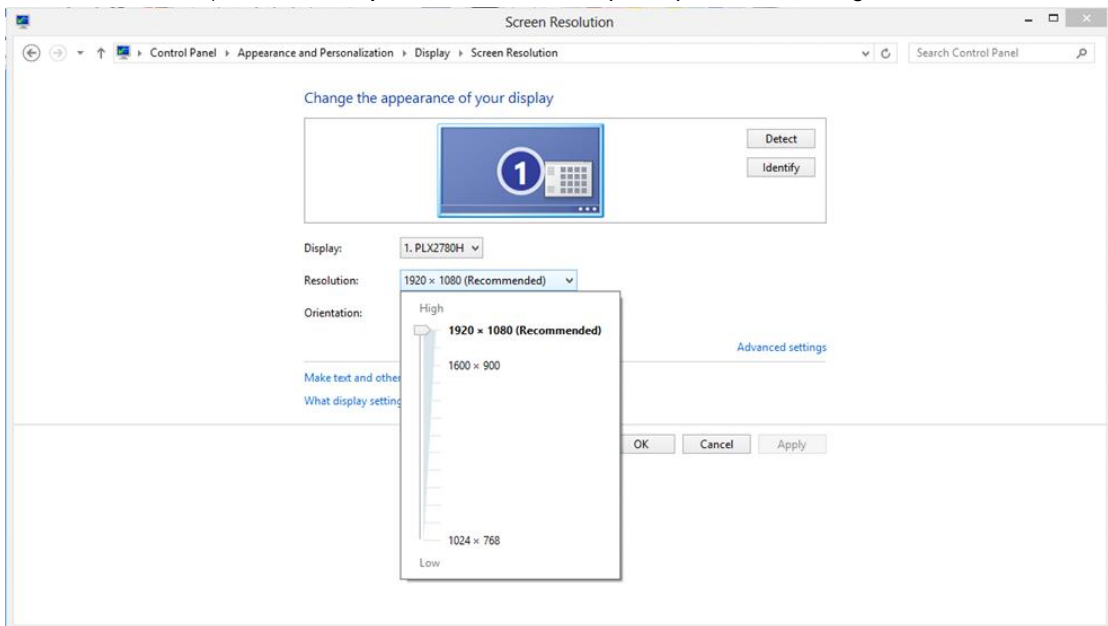 Screen Resolution
Control Panel ▸ Appearance and Personalization ▸ Display ▸ Screen Resolution
Search Control Panel
Change the appearance of your display
1
Detect
Identify
Display: 1. PLX2780H
Resolution: 1920 × 1080 (Recommended)
Orientation:
High
1920 × 1080 (Recommended)
Advanced settings
1600 × 900
Make text and other
What display setting
OK Cancel Apply
1024 × 768
Low